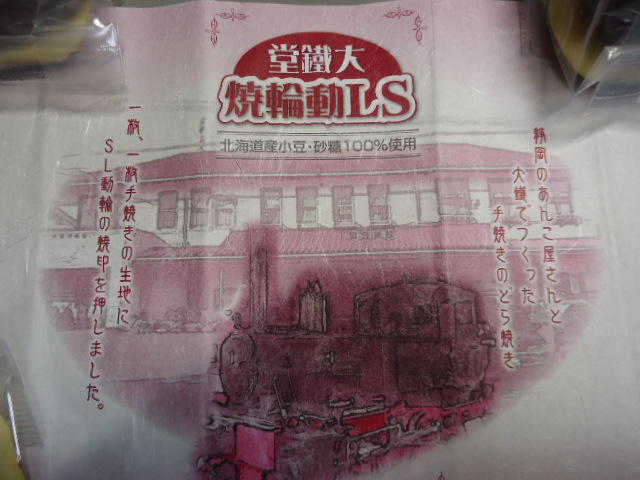 大鐵堂
SL動輪焼
北海道産小豆・砂糖100%使用
静岡のあんこ屋さんと
大鐵でつくった
手焼きのどら焼き
一枚、一枚手焼きの生地に
SL動輪の焼印を押しました。